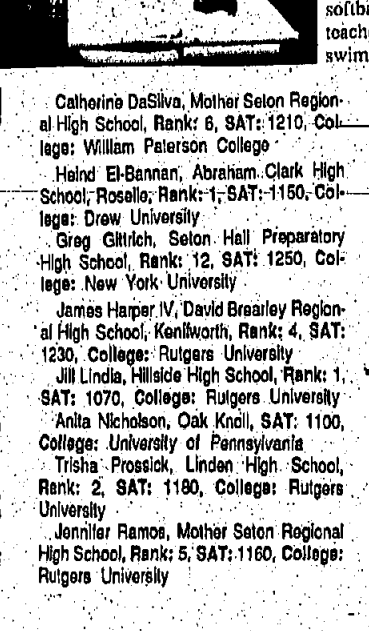 softb
teach
swim
Catherine DaSilva, Mother Seton Region-
al High School, Rank: 6, SAT: 1210, Col-
lege: William Paterson College
Heind El-Bannan, Abraham Clark High
School, Roselle, Rank: 1, SAT: 1150, Col-
lege: Drew University
Greg Gittrich, Seton Hall Preparatory
High School, Rank: 12, SAT: 1250, Col-
lege: New York University
James Harper IV, David Brearley Region-
al High School, Kenilworth, Rank: 4, SAT:
1230, College: Rutgers University
Jill Lindia, Hillside High School, Rank: 1,
SAT: 1070, College: Rutgers University
Anita Nicholson, Oak Knoll, SAT: 1100,
College: University of Pennsylvania
Trisha Prossick, Linden High School,
Rank: 2, SAT: 1180, College: Rutgers
University
Jennifer Ramos, Mother Seton Regional
High School, Rank: 5, SAT: 1160, College:
Rutgers University